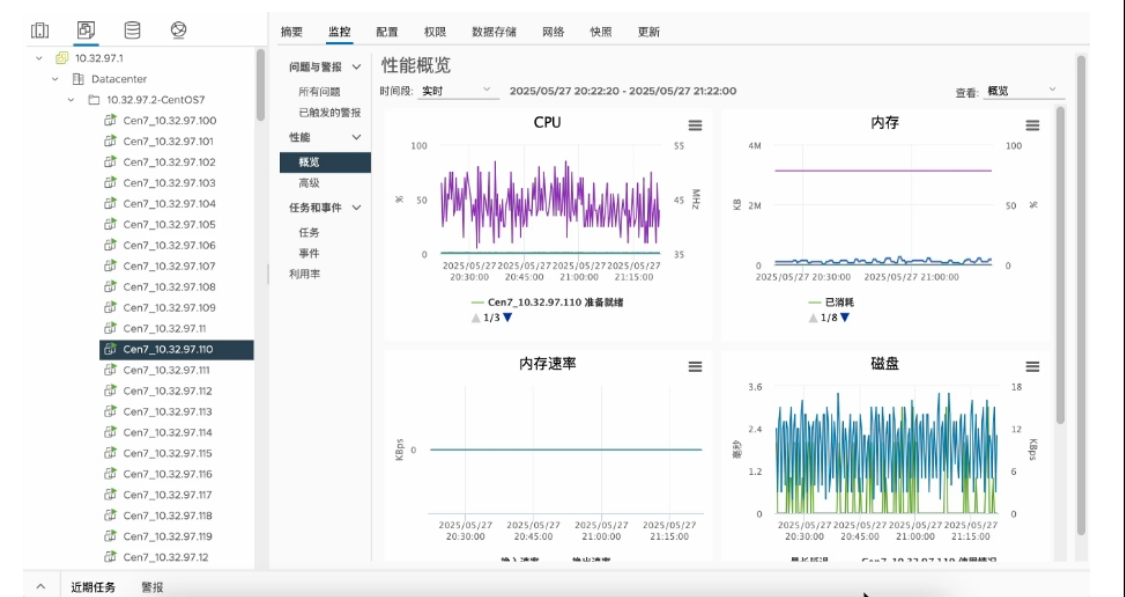 摘要 监控 配置 权限 数据存储 网络 快照 更新
10.32.97.1
Datacenter
10.32.97.2-CentOS7
Cen7_10.32.97.100
Cen7_10.32.97.101
Cen7_10.32.97.102
Cen7_10.32.97.103
Cen7_10.32.97.104
Cen7_10.32.97.105
Cen7_10.32.97.106
Cen7_10.32.97.107
Cen7_10.32.97.108
Cen7_10.32.97.109
Cen7_10.32.97.11
Cen7_10.32.97.110
Cen7_10.32.97.111
Cen7_10.32.97.112
Cen7_10.32.97.113
Cen7_10.32.97.114
Cen7_10.32.97.115
Cen7_10.32.97.116
Cen7_10.32.97.117
Cen7_10.32.97.118
Cen7_10.32.97.119
Cen7_10.32.97.12
问题与警报
所有问题
已触发的警报
性能
概览
高级
任务和事件
任务
事件
利用率
性能概览
时间段: 实时 2025/05/27 20:22:20 - 2025/05/27 21:22:00 查看: 概览
CPU
100 55
% 50 45 MHz
0 35
2025/05/27 2025/05/27 2025/05/27 2025/05/27
20:30:00 20:45:00 21:00:00 21:15:00
Cen7_10.32.97.110 准备就绪
1/3
内存
4M 100
KB 2M 50 %
0 0
2025/05/27 20:30:00 2025/05/27 21:00:00
已消耗
1/8
内存速率
KBps 0
2025/05/27 2025/05/27 2025/05/27 2025/05/27
20:30:00 20:45:00 21:00:00 21:15:00
磁盘
3.6 18
2.4 12
毫秒 KBps
1.2 6
0 0
2025/05/27 2025/05/27 2025/05/27 2025/05/27
20:30:00 20:45:00 21:00:00 21:15:00
近期任务 警报